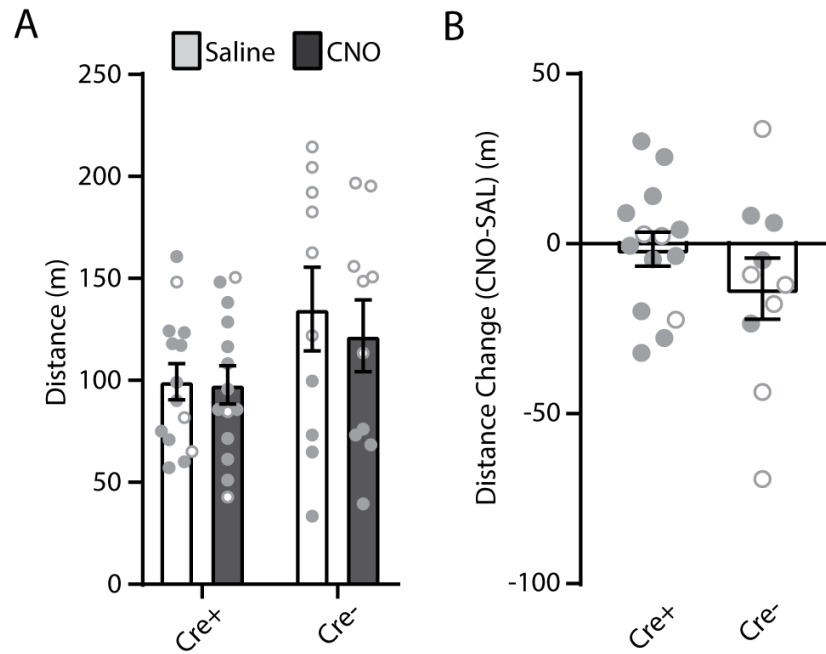 A
Saline
CNO
Distance (m)
250
200
150
100
50
0
Cre+
Cre-
B
Distance Change (CNO-SAL) (m)
50
0
-50
-100
Cre+
Cre-